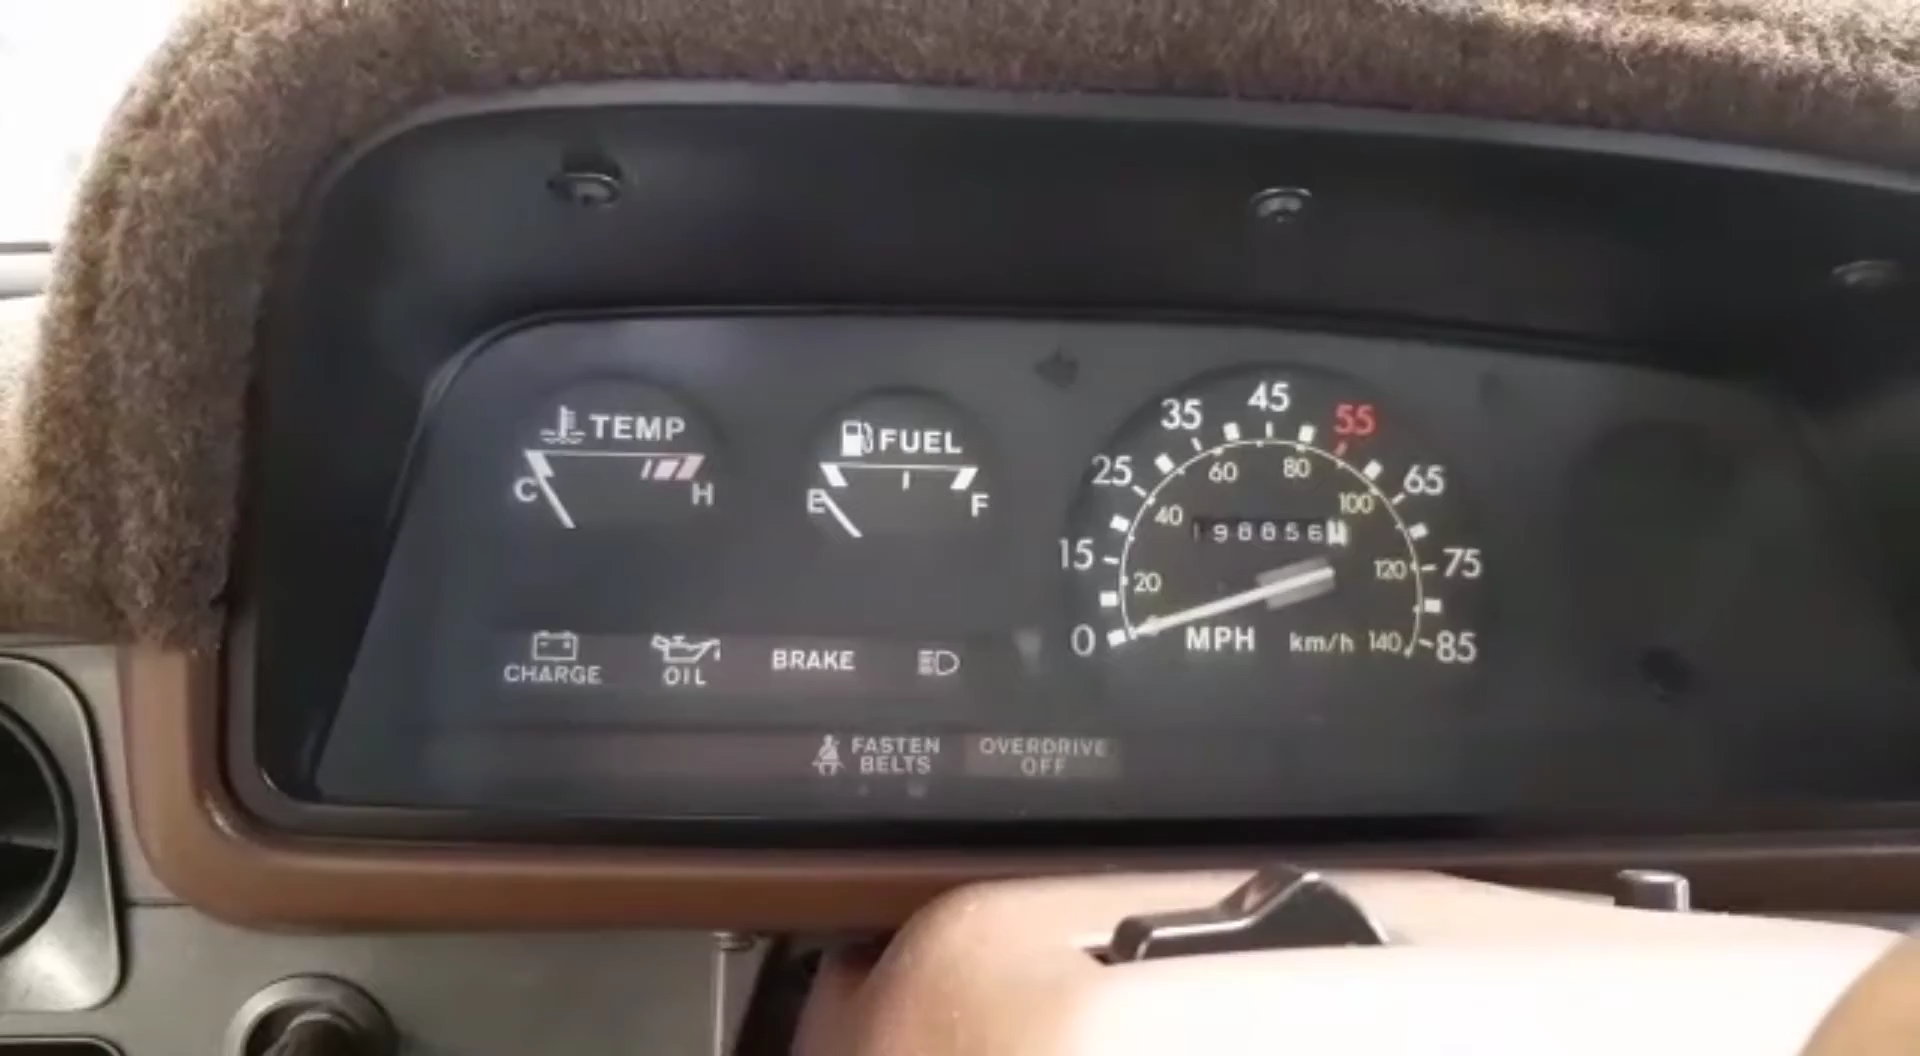 TEMP
C
H
FUEL
E
F
45
35
55
25
65
15
75
0
85
60
80
40
100
20
120
140
MPH
km/h
CHARGE
OIL
BRAKE
FASTEN
BELTS
OVERDRIVE
OFF